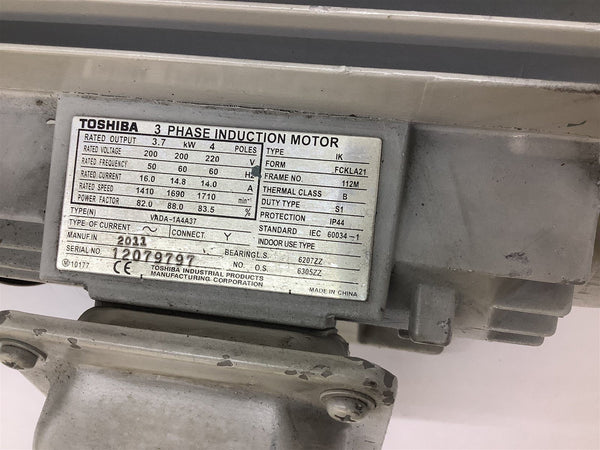 TOSHIBA 3 PHASE INDUCTION MOTOR
RATED OUTPUT 3.7 kW 4 POLES
RATED VOLTAGE 200 200 220 V
RATED FREQUENCY 50 60 60 Hz
RATED CURRENT 16.0 14.8 14.0 A
RATED SPEED 1410 1690 1710 min⁻¹
POWER FACTOR 82.0 88.0 83.5 %
TYPE(N) VADA-1A4A37
TYPE OF CURRENT ~ CONNECT. Y
MANUF.IN 2011
SERIAL NO. 12079797
TYPE IK
FORM FCKLA21
FRAME NO. 112M
THERMAL CLASS B
DUTY TYPE S1
PROTECTION IP44
STANDARD IEC 60034-1
INDOOR USE TYPE
BEARING L.S. 6207ZZ
NO. O.S. 6305ZZ
10177 CE TOSHIBA INDUSTRIAL PRODUCTS
MANUFACTURING CORPORATION
MADE IN CHINA